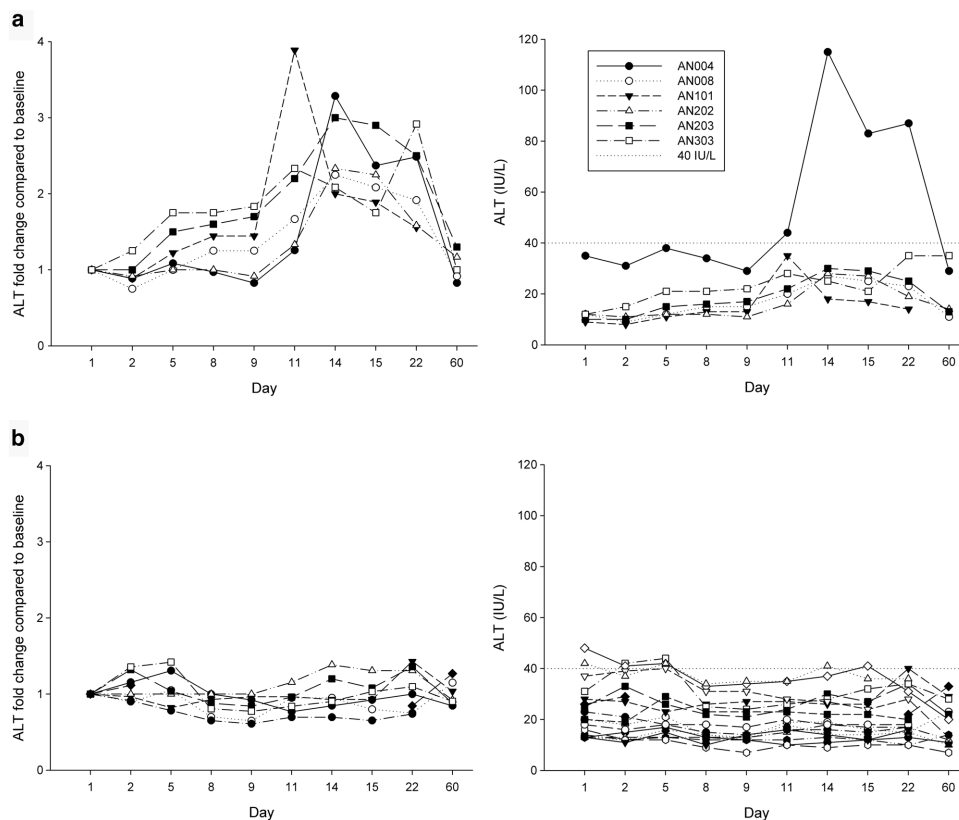 a
ALT fold change compared to baseline
4
3
2
1
0
1 2 5 8 9 11 14 15 22 60
Day
ALT (IU/L)
120
100
80
60
40
20
0
AN004
AN008
AN101
AN202
AN203
AN303
40 IU/L
1 2 5 8 9 11 14 15 22 60
Day
b
ALT fold change compared to baseline
4
3
2
1
0
1 2 5 8 9 11 14 15 22 60
Day
ALT (IU/L)
120
100
80
60
40
20
0
1 2 5 8 9 11 14 15 22 60
Day